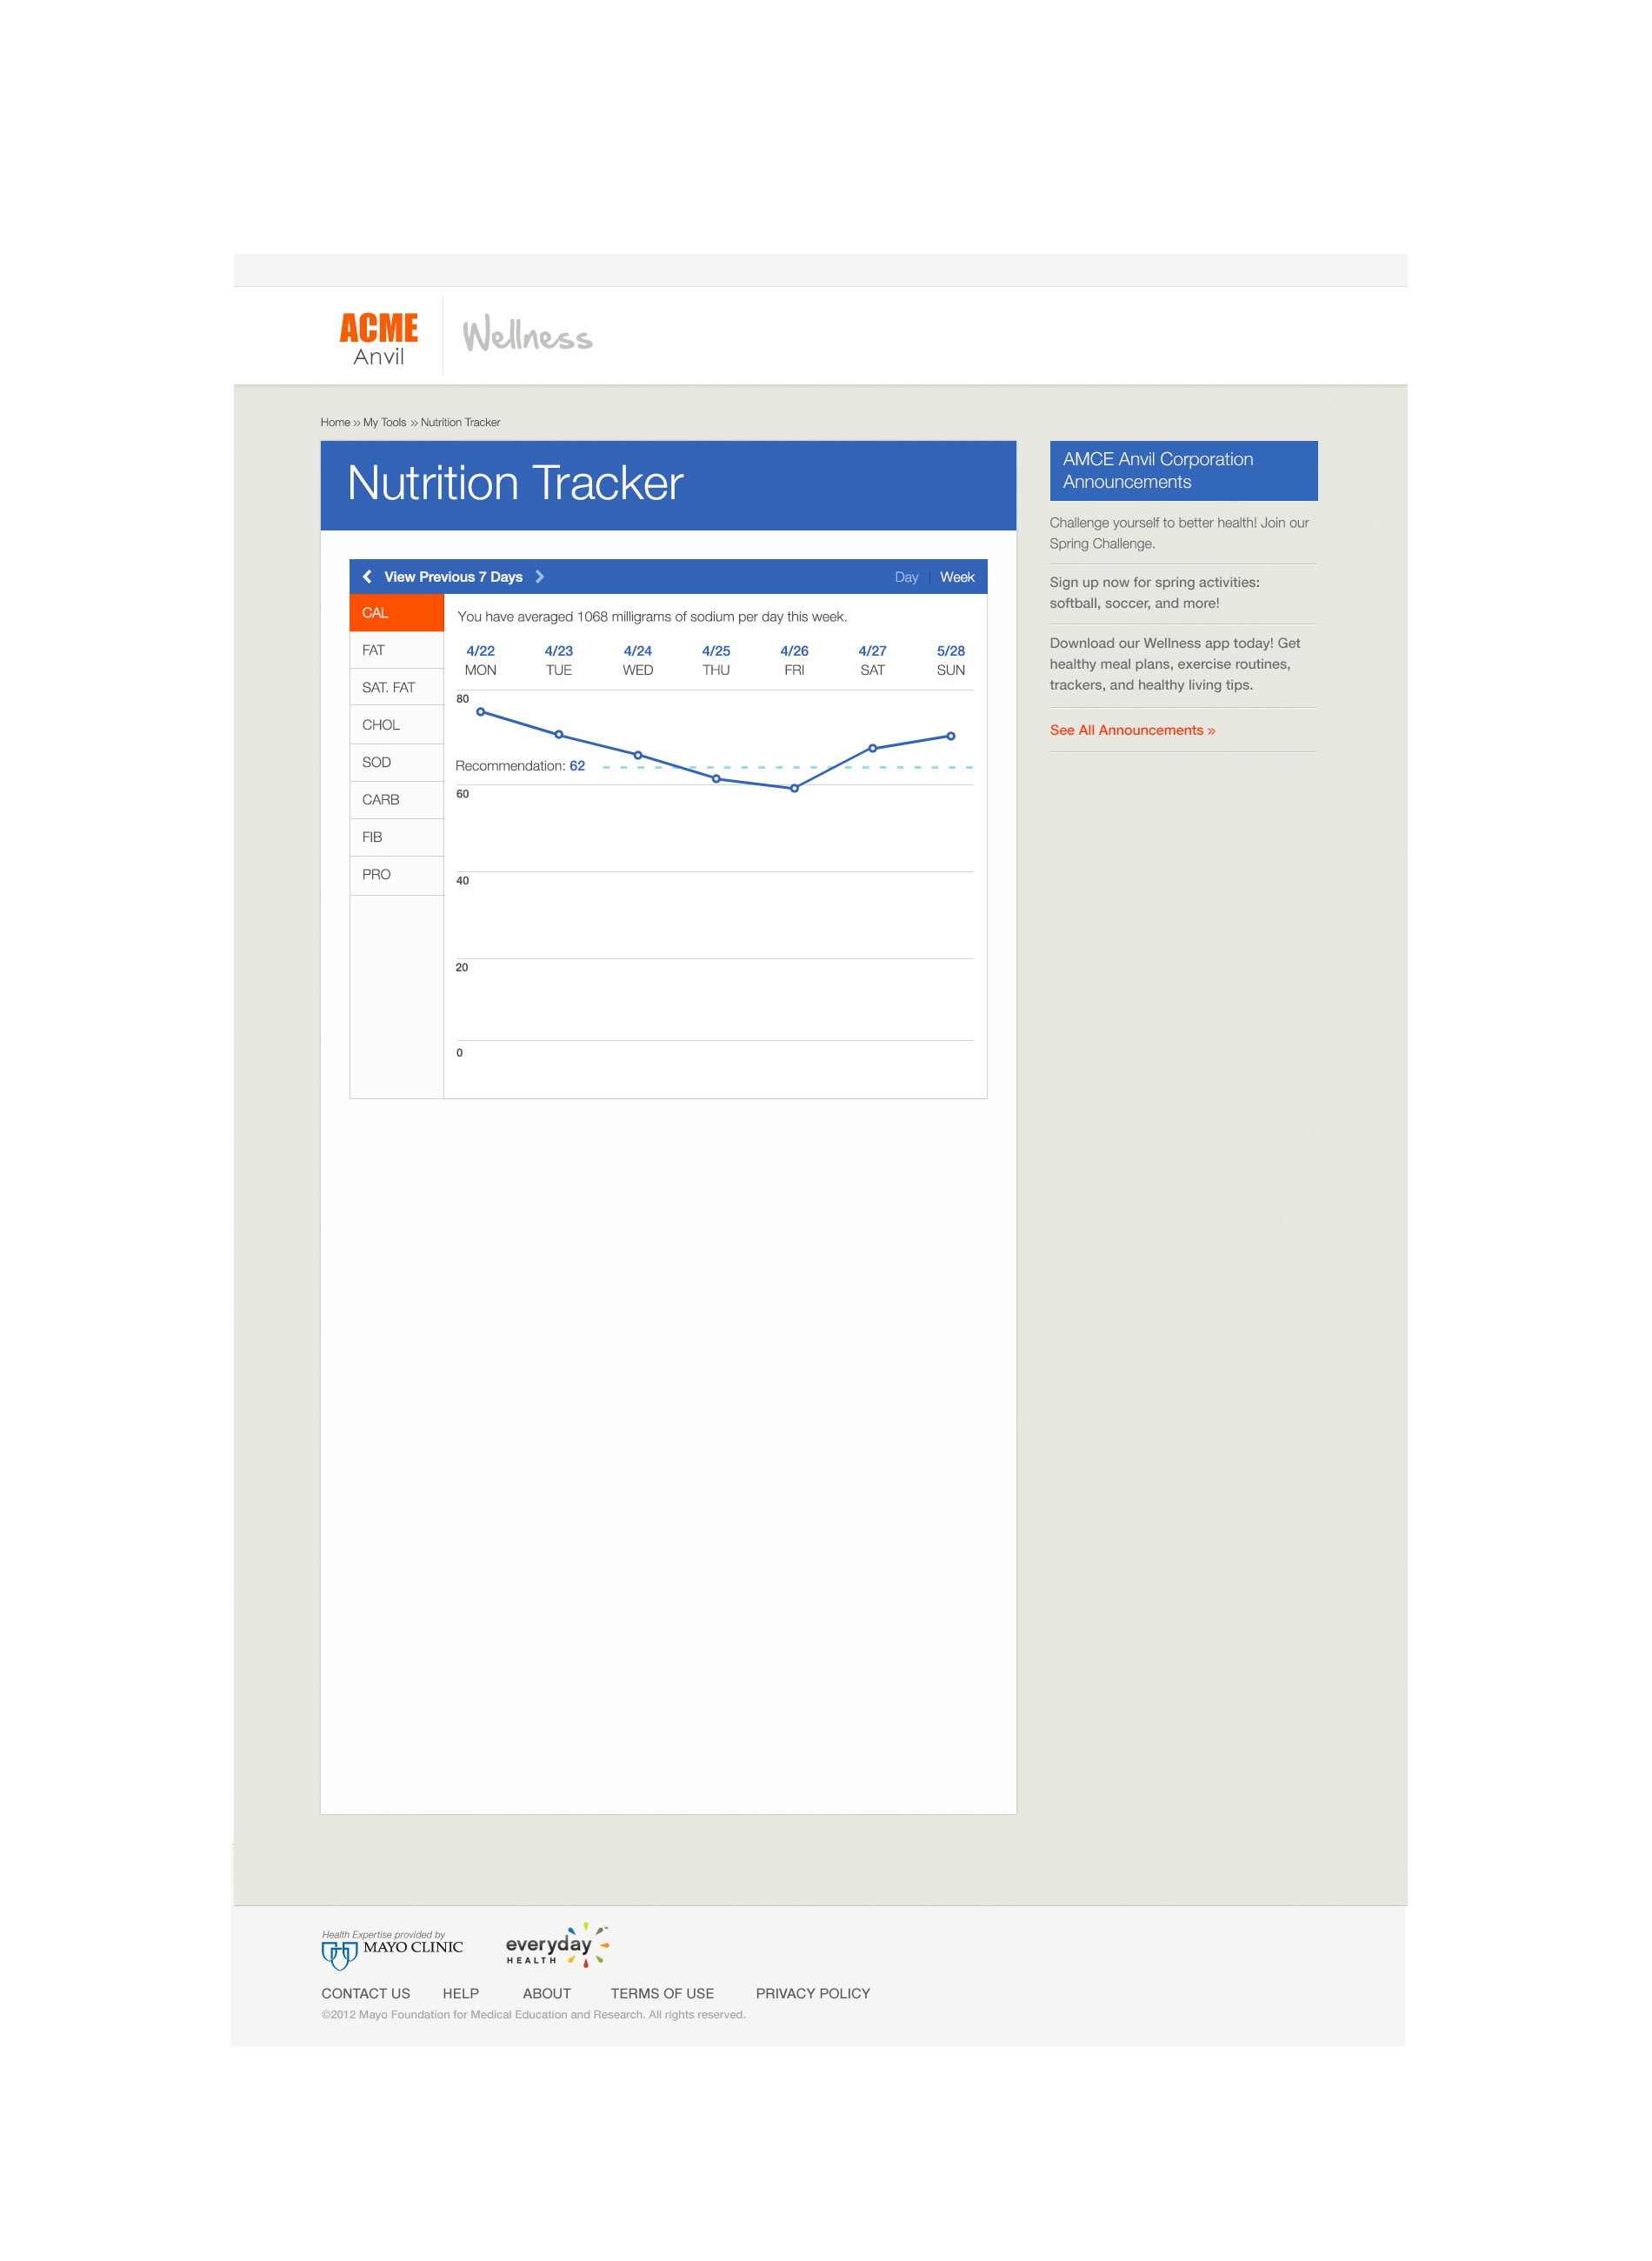 ACME
Anvil
Wellness
Home » My Tools » Nutrition Tracker
Nutrition Tracker
View Previous 7 Days
Day | Week
CAL
FAT
SAT. FAT
CHOL
SOD
CARB
FIB
PRO
You have averaged 1068 milligrams of sodium per day this week.
4/22 4/23 4/24 4/25 4/26 4/27 5/28
MON TUE WED THU FRI SAT SUN
80
Recommendation: 62
60
40
20
0
AMCE Anvil Corporation
Announcements
Challenge yourself to better health! Join our
Spring Challenge.
Sign up now for spring activities:
softball, soccer, and more!
Download our Wellness app today! Get
healthy meal plans, exercise routines,
trackers, and healthy living tips.
See All Announcements »
Health Expertise provided by
MAYO CLINIC
everyday™
HEALTH
CONTACT US HELP ABOUT TERMS OF USE PRIVACY POLICY
©2012 Mayo Foundation for Medical Education and Research. All rights reserved.